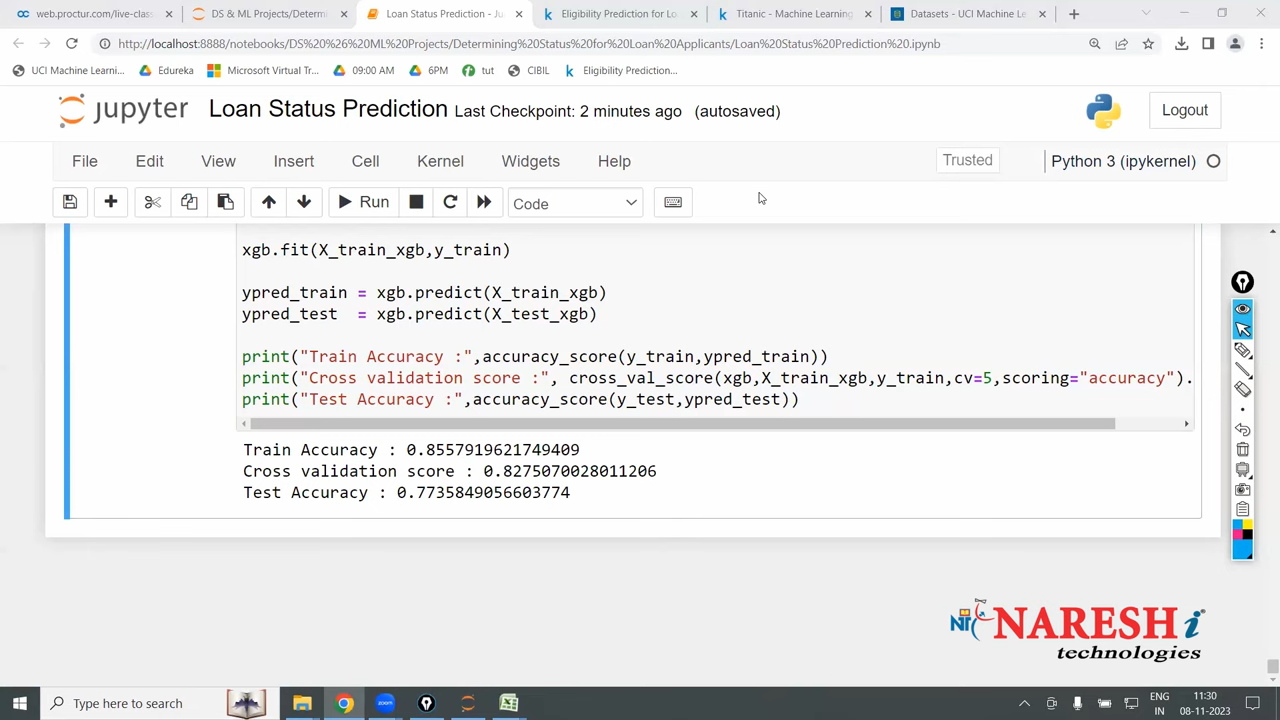 web.proctur.com/live-class
DS & ML Projects/Determi
Loan Status Prediction - Ju
Eligibility Prediction for Lo
Titanic - Machine Learning
Datasets - UCI Machine Le
http://localhost:8888/notebooks/DS%20%26%20ML%20Projects/Determining%20Status%20for%20Loan%20Applicants/Loan%20Status%20Prediction%20.ipynb
UCI Machine Learni...
Edureka
Microsoft Virtual Tr...
09:00 AM
6PM
tut
CIBIL
Eligibility Prediction...
jupyter Loan Status Prediction Last Checkpoint: 2 minutes ago (autosaved)
Logout
File Edit View Insert Cell Kernel Widgets Help
Trusted
Python 3 (ipykernel)
Run
Code
xgb.fit(X_train_xgb,y_train)
ypred_train = xgb.predict(X_train_xgb)
ypred_test = xgb.predict(X_test_xgb)
print("Train Accuracy :",accuracy_score(y_train,ypred_train))
print("Cross validation score :", cross_val_score(xgb,X_train_xgb,y_train,cv=5,scoring="accuracy").
print("Test Accuracy :",accuracy_score(y_test,ypred_test))
Train Accuracy : 0.8557919621749409
Cross validation score : 0.8275070028011206
Test Accuracy : 0.7735849056603774
NARESH i
technologies
Type here to search
ENG
IN
11:30
08-11-2023